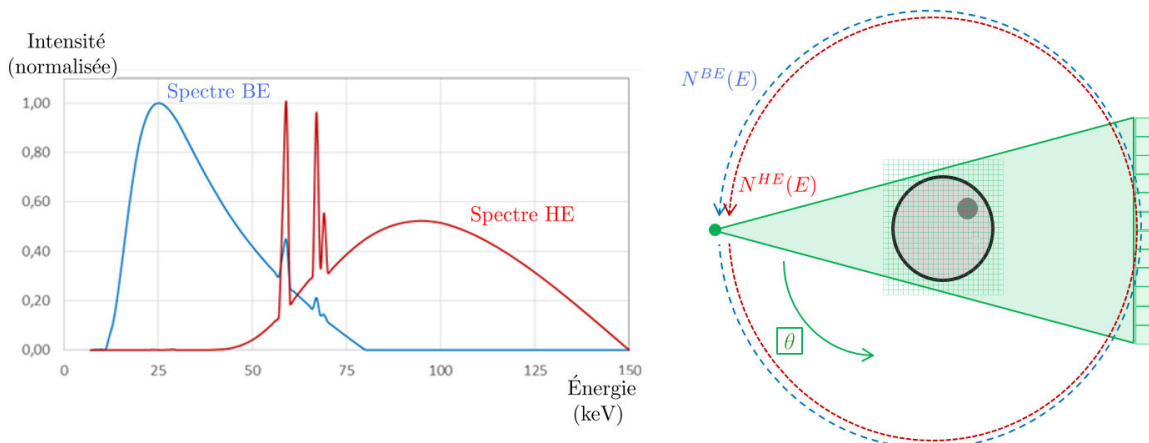 Intensité
(normalisée)
Spectre BE
1,00
0,80
0,60
Spectre HE
0,40
0,20
0,00
0 25 50 75 100 125 150
Énergie
(keV)
N^{BE}(E)
N^{HE}(E)
θ